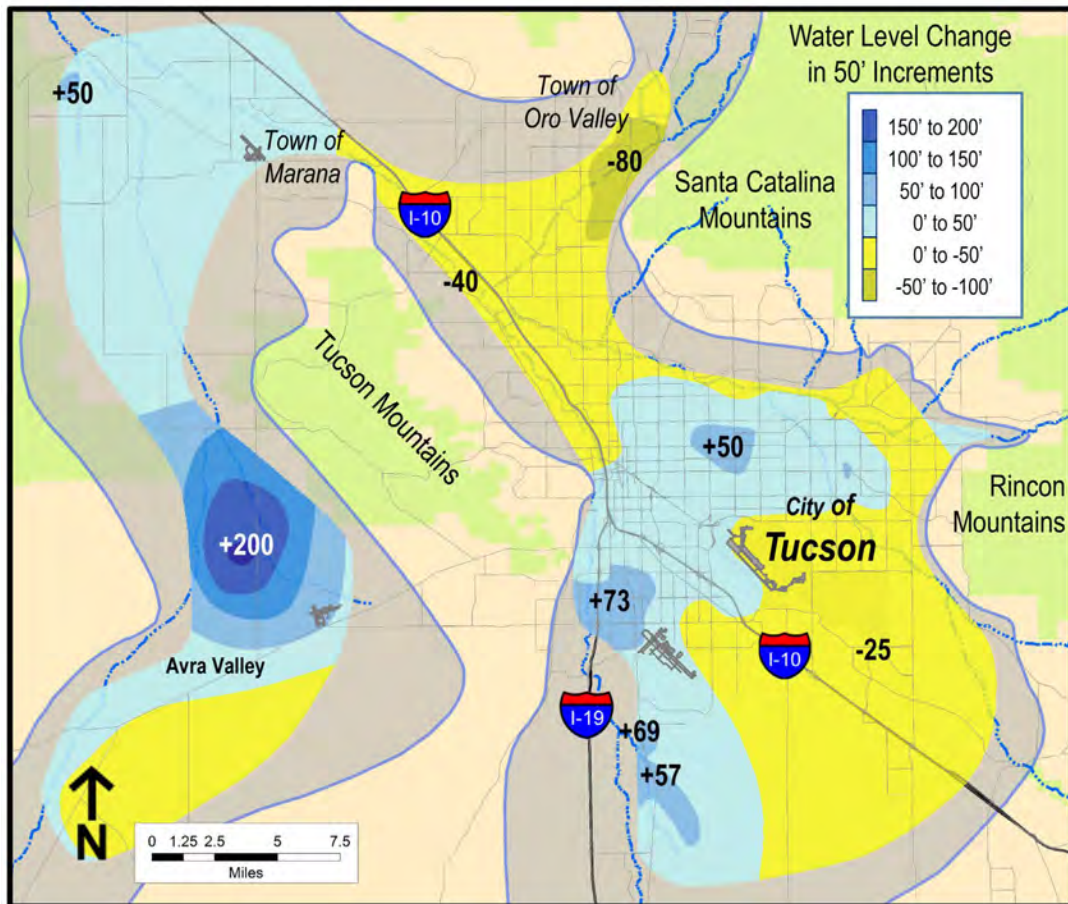 Water Level Change
in 50' Increments
150' to 200'
100' to 150'
50' to 100'
0' to 50'
0' to -50'
-50' to -100'
+50
Town of
Oro Valley
Town of
Marana
-80
Santa Catalina
Mountains
I-10
-40
Tucson Mountains
+50
Rincon
Mountains
City of
Tucson
+200
+73
-25
I-10
Avra Valley
I-19
+69
+57
N
0 1.25 2.5 5 7.5
Miles